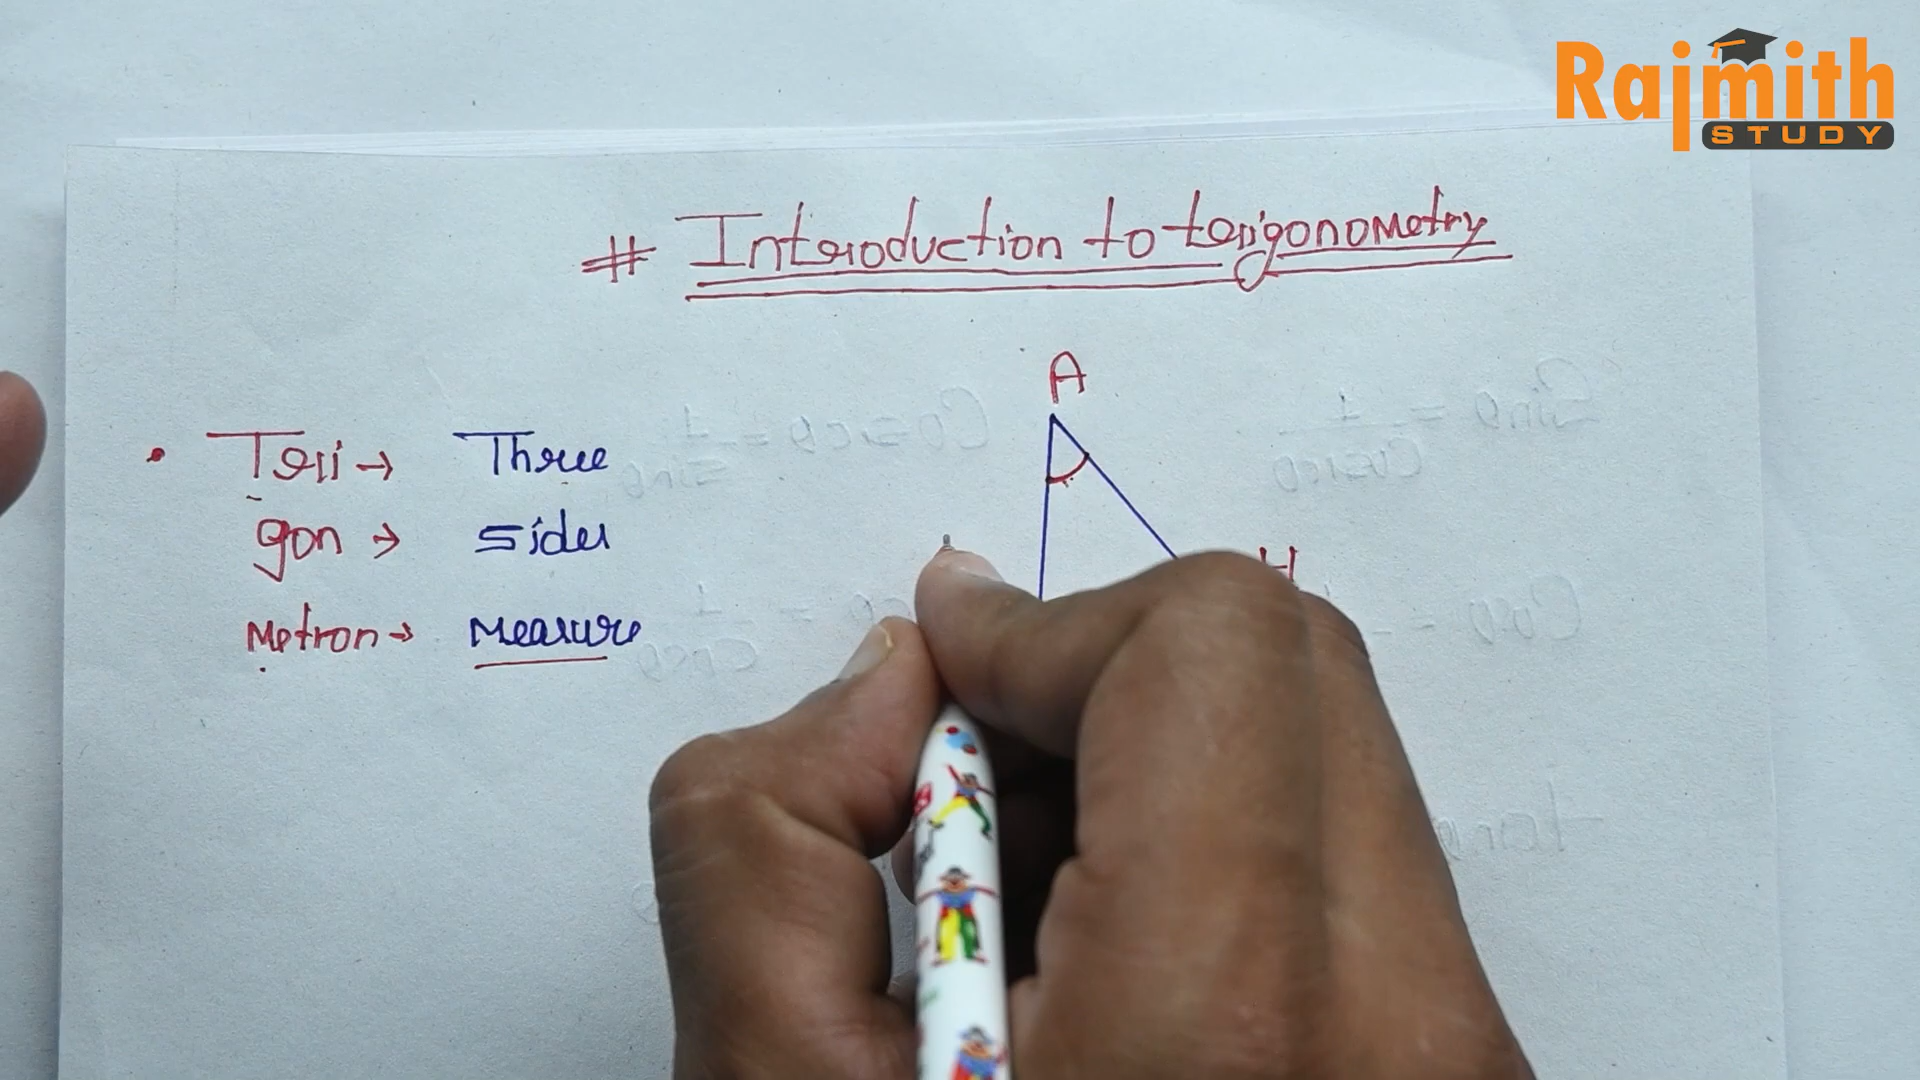 Rajmith
STUDY
# Introduction to trigonometry
A
• Tri → Three
gon → sides
Metron → Measure
H